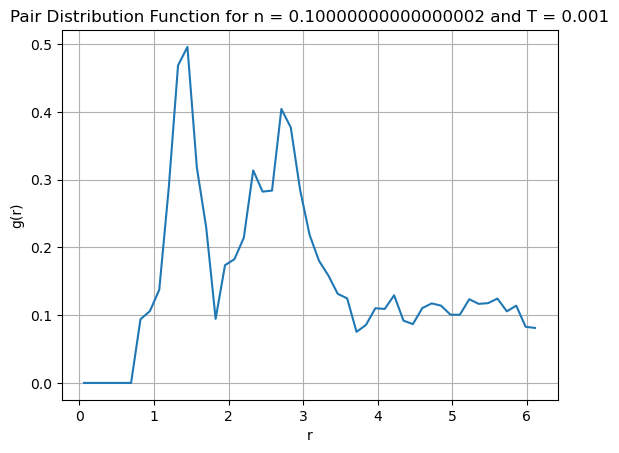 Pair Distribution Function for n = 0.10000000000000002 and T = 0.001
0.5
0.4
0.3
0.2
0.1
0.0
g(r)
0 1 2 3 4 5 6
r